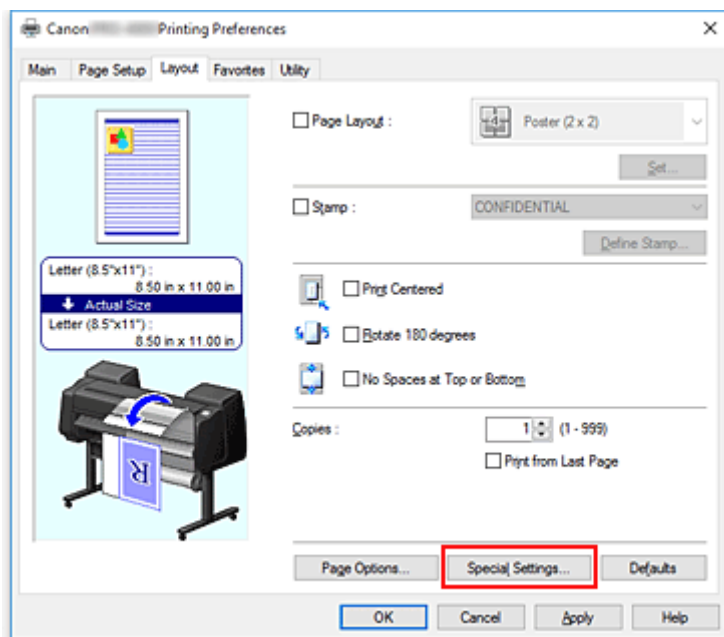 Canon Printing Preferences
Main Page Setup Layout Favorites Utility
Page Layout :
Poster (2 x 2)
Set...
Stamp :
CONFIDENTIAL
Define Stamp...
Letter (8.5"x11") :
8.50 in x 11.00 in
Actual Size
Letter (8.5"x11") :
8.50 in x 11.00 in
Print Centered
Rotate 180 degrees
No Spaces at Top or Bottom
Copies :
1 (1 - 999)
Print from Last Page
R
Page Options... Special Settings... Defaults
OK Cancel Apply Help